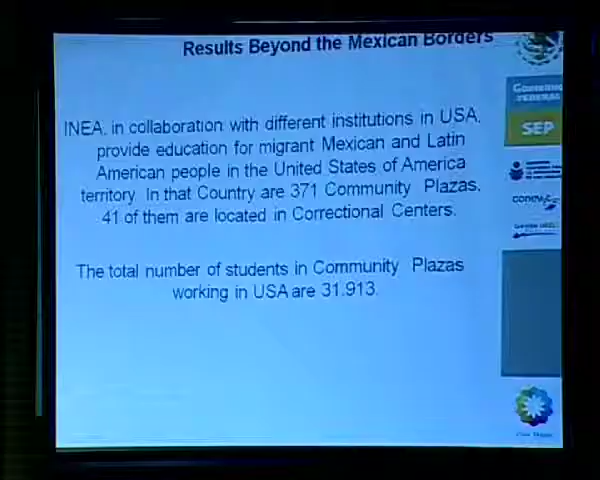 Results Beyond the Mexican Borders
INEA, in collaboration with different institutions in USA,
provide education for migrant Mexican and Latin
American people in the United States of America
territory. In that Country are 371 Community Plazas,
41 of them are located in Correctional Centers.
The total number of students in Community Plazas
working in USA are 31.913.
GOBIERNO
FEDERAL
SEP
conevyt